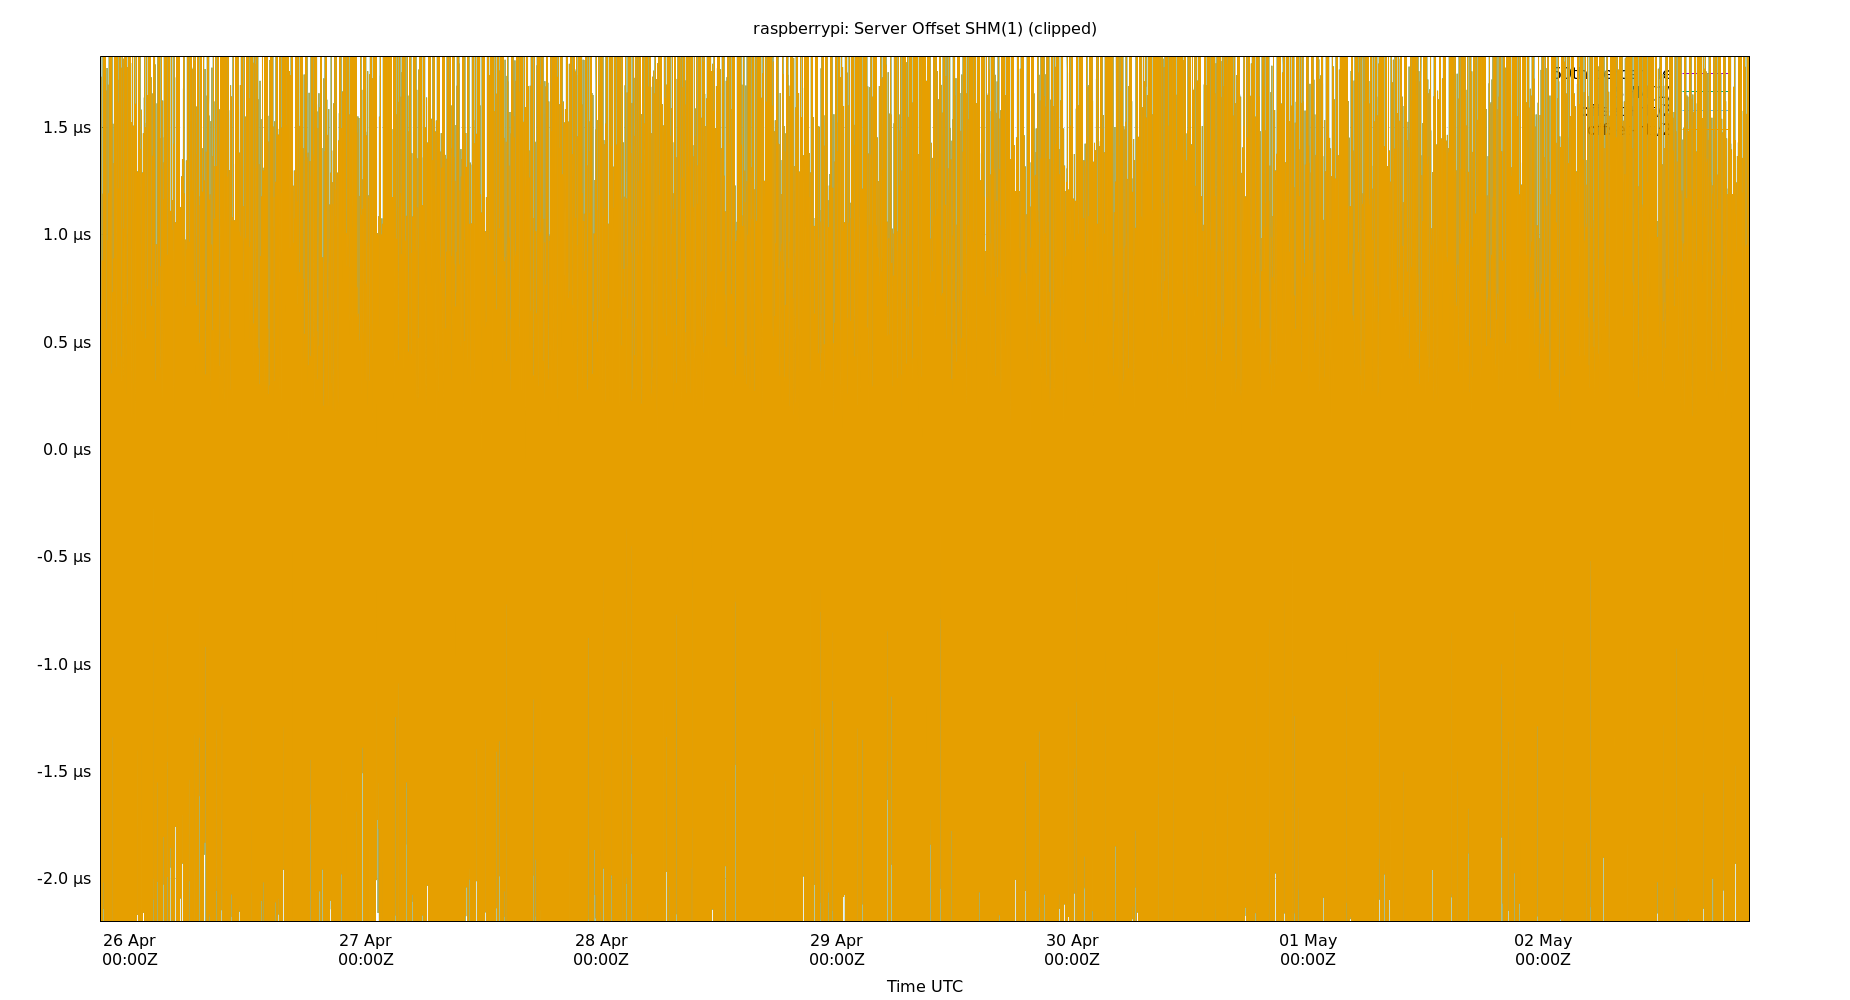 raspberrypi: Server Offset SHM(1) (clipped)
1.5 µs
1.0 µs
0.5 µs
0.0 µs
-0.5 µs
-1.0 µs
-1.5 µs
-2.0 µs
26 Apr 27 Apr 28 Apr 29 Apr 30 Apr 01 May 02 May
00:00Z 00:00Z 00:00Z 00:00Z 00:00Z 00:00Z 00:00Z
Time UTC